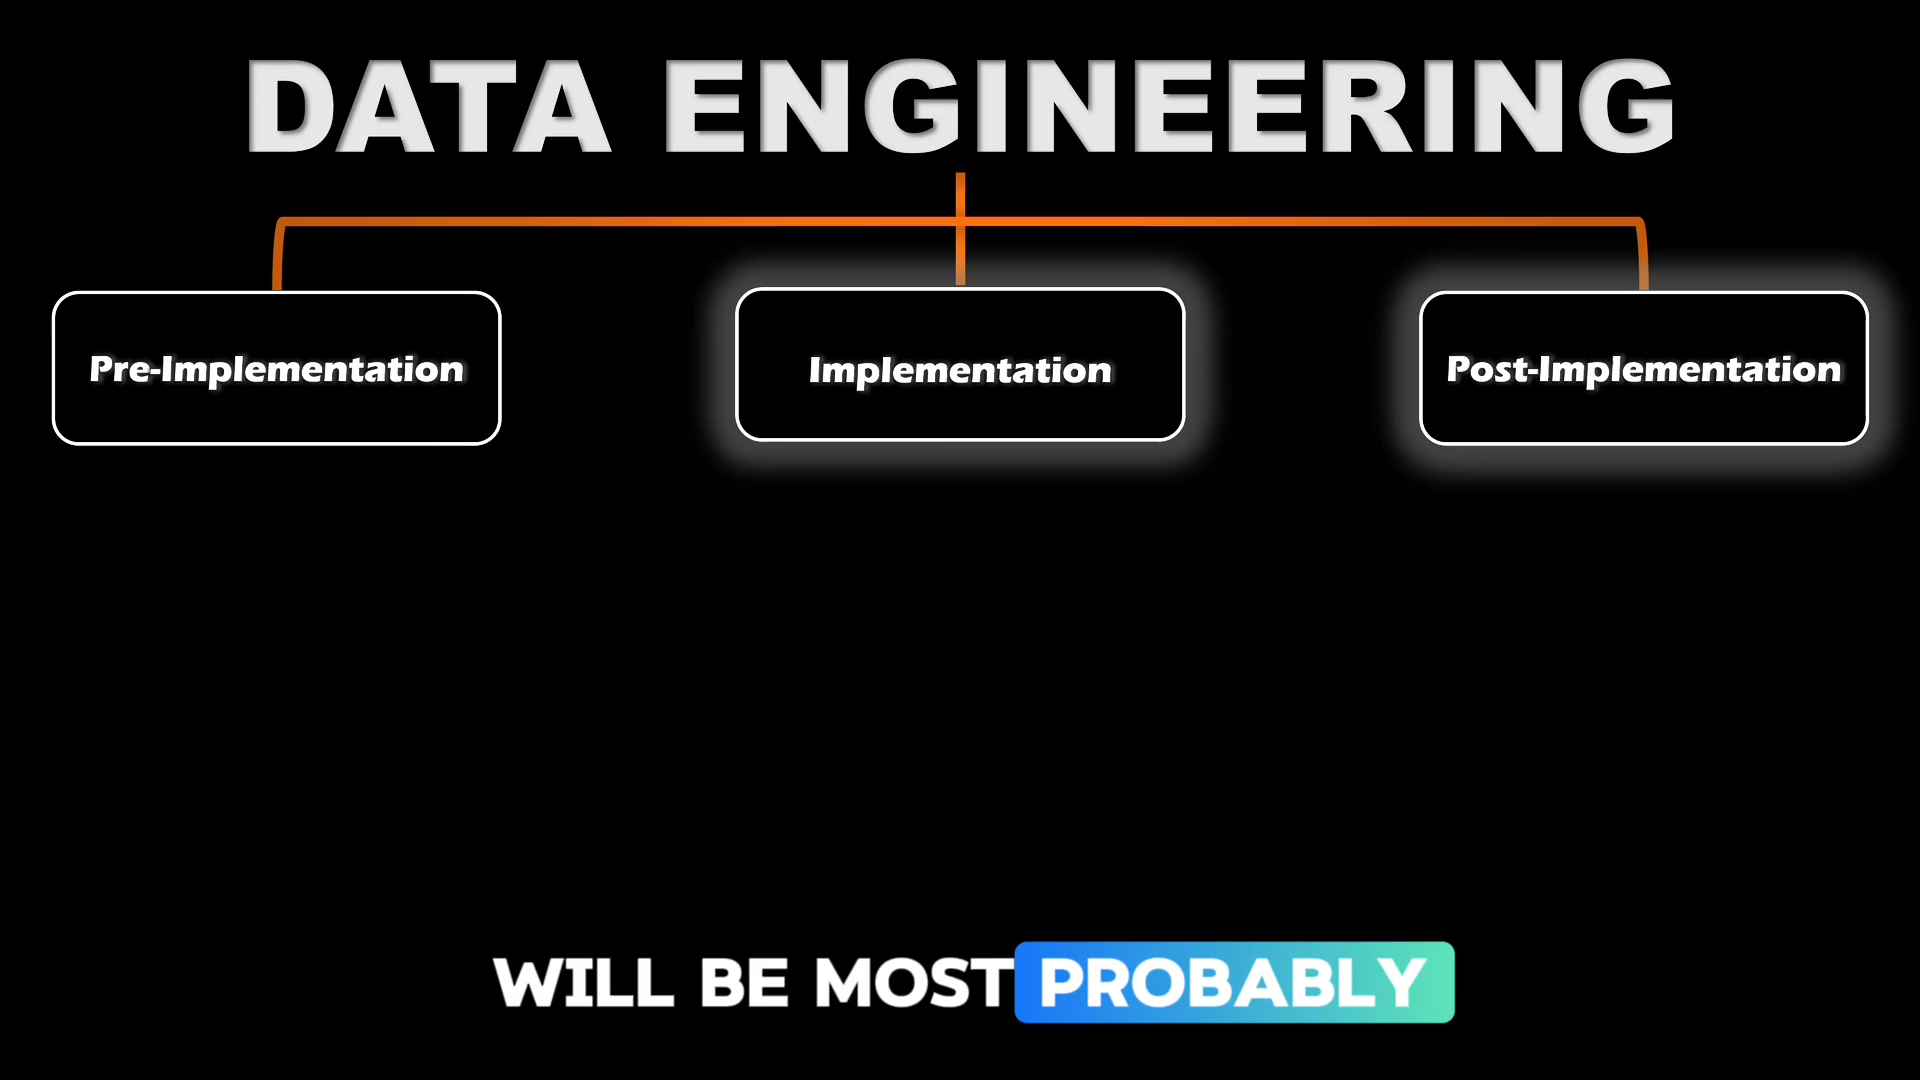 DATA ENGINEERING
Pre-Implementation
Implementation
Post-Implementation
WILL BE MOST PROBABLY